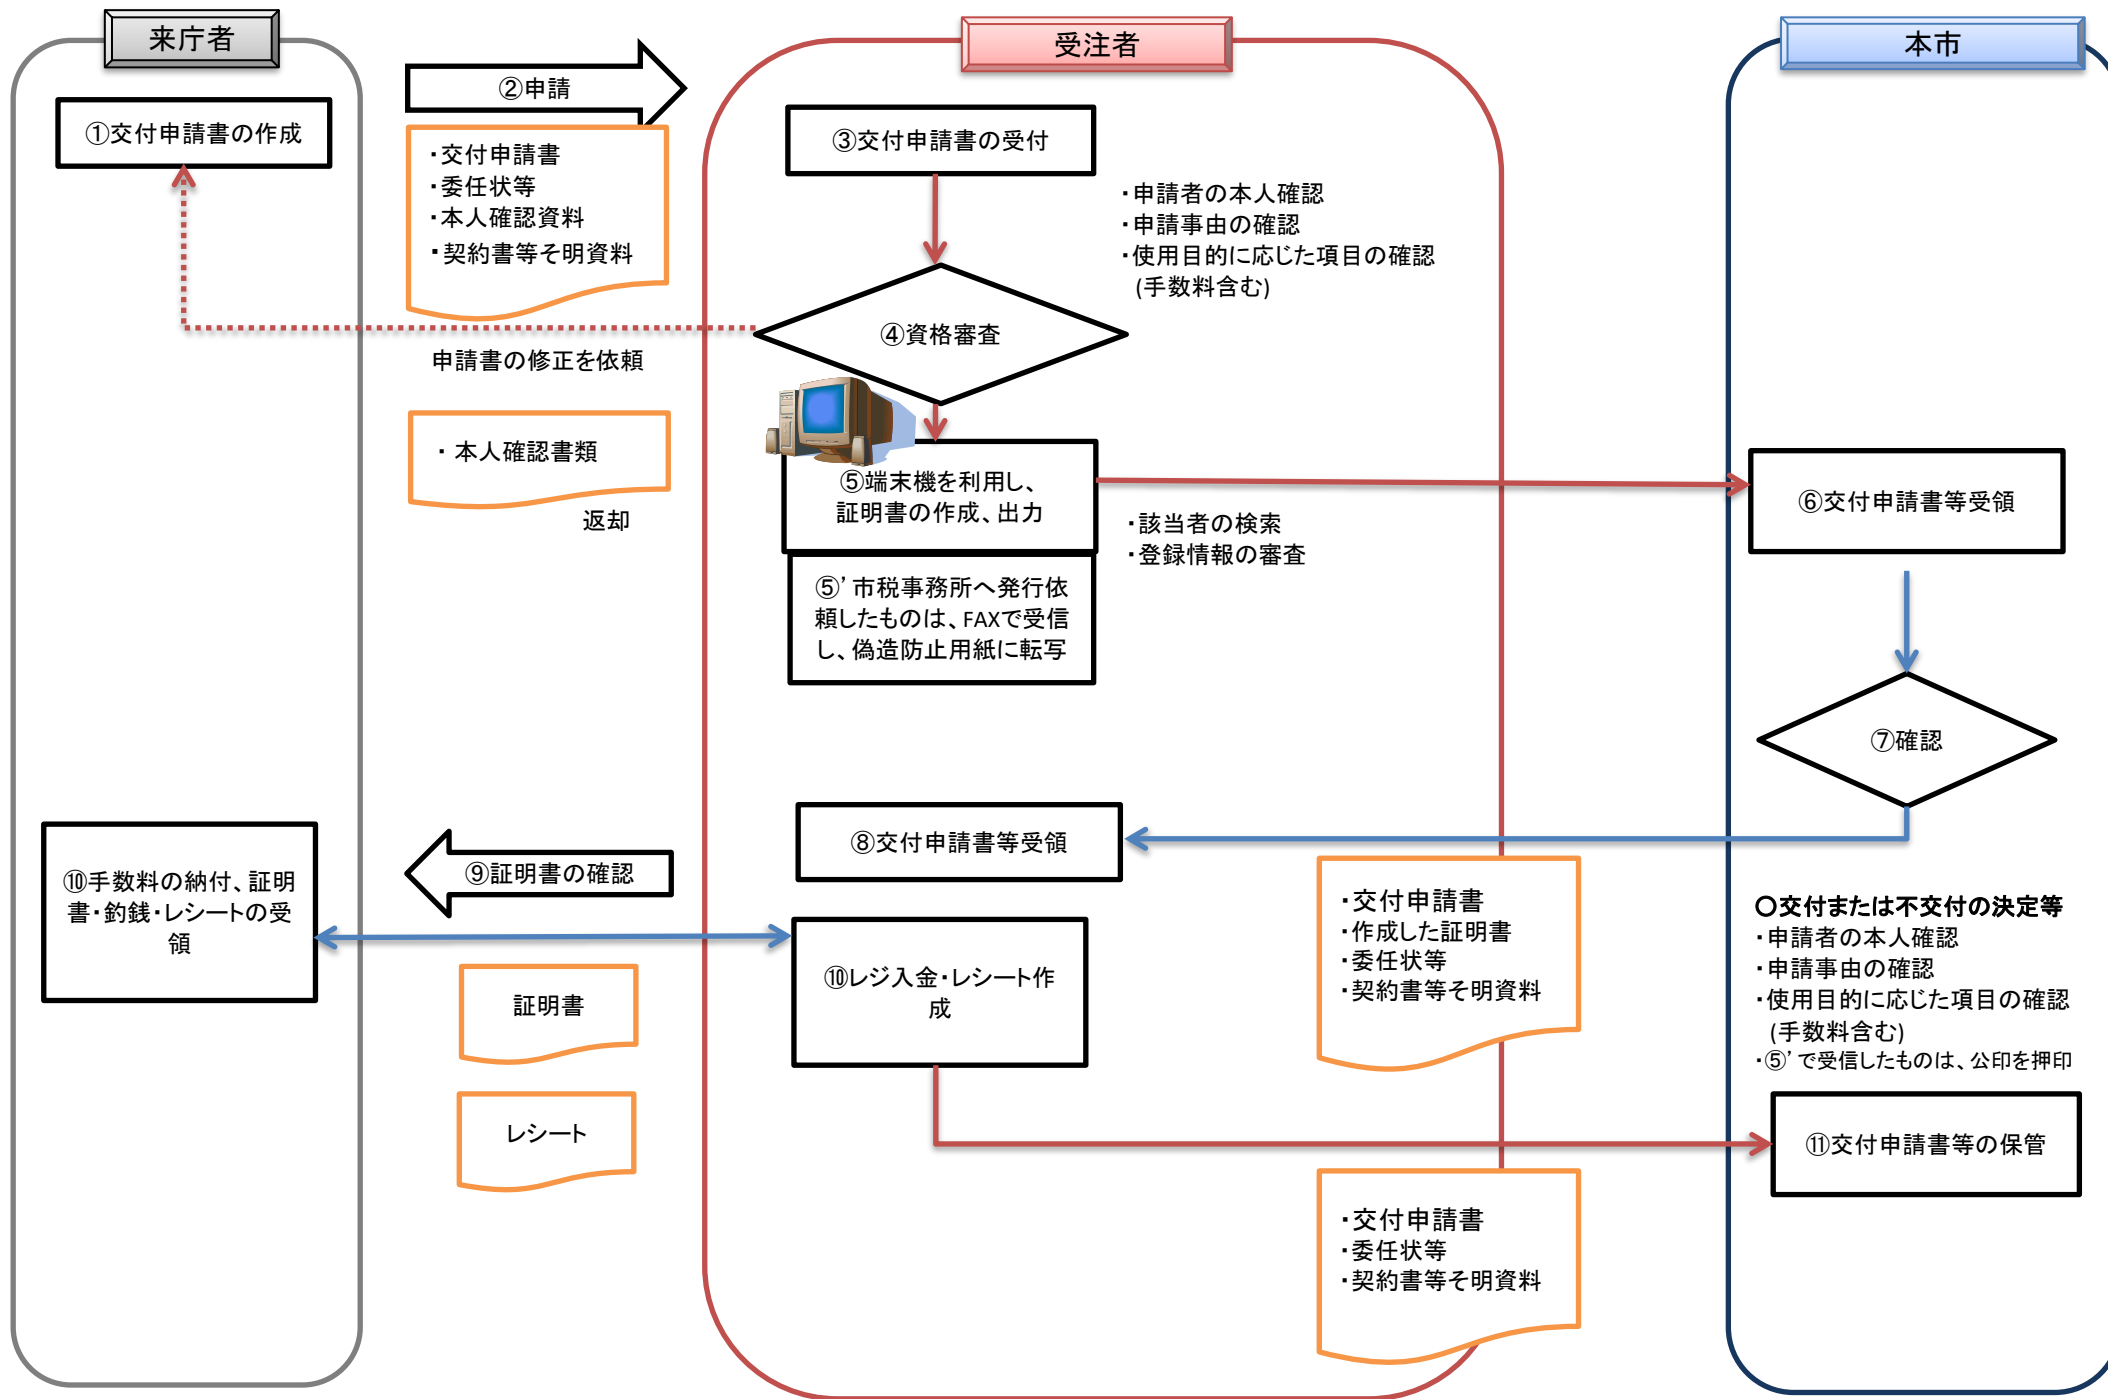 来庁者
受注者
本市
①交付申請書の作成
②申請
・交付申請書
・委任状等
・本人確認資料
・契約書等そ明資料
③交付申請書の受付
・申請者の本人確認
・申請事由の確認
・使用目的に応じた項目の確認
(手数料含む)
④資格審査
申請書の修正を依頼
・本人確認書類
返却
⑤端末機を利用し、
証明書の作成、出力
・該当者の検索
・登録情報の審査
⑤’市税事務所へ発行依
頼したものは、FAXで受信
し、偽造防止用紙に転写
⑥交付申請書等受領
⑦確認
⑧交付申請書等受領
・交付申請書
・作成した証明書
・委任状等
・契約書等そ明資料
⑨証明書の確認
⑩手数料の納付、証明
書・釣銭・レシートの受
領
⑩レジ入金・レシート作
成
証明書
レシート
〇交付または不交付の決定等
・申請者の本人確認
・申請事由の確認
・使用目的に応じた項目の確認
(手数料含む)
・⑤’で受信したものは、公印を押印
⑪交付申請書等の保管
・交付申請書
・委任状等
・契約書等そ明資料